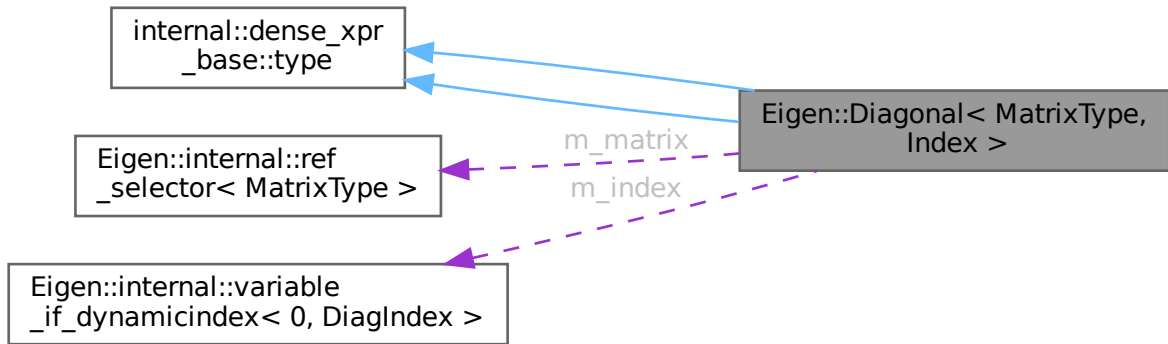 internal::dense_xpr
_base::type
Eigen::Diagonal< MatrixType,
Index >
m_matrix
Eigen::internal::ref
_selector< MatrixType >
m_index
Eigen::internal::variable
_if_dynamicindex< 0, DiagIndex >